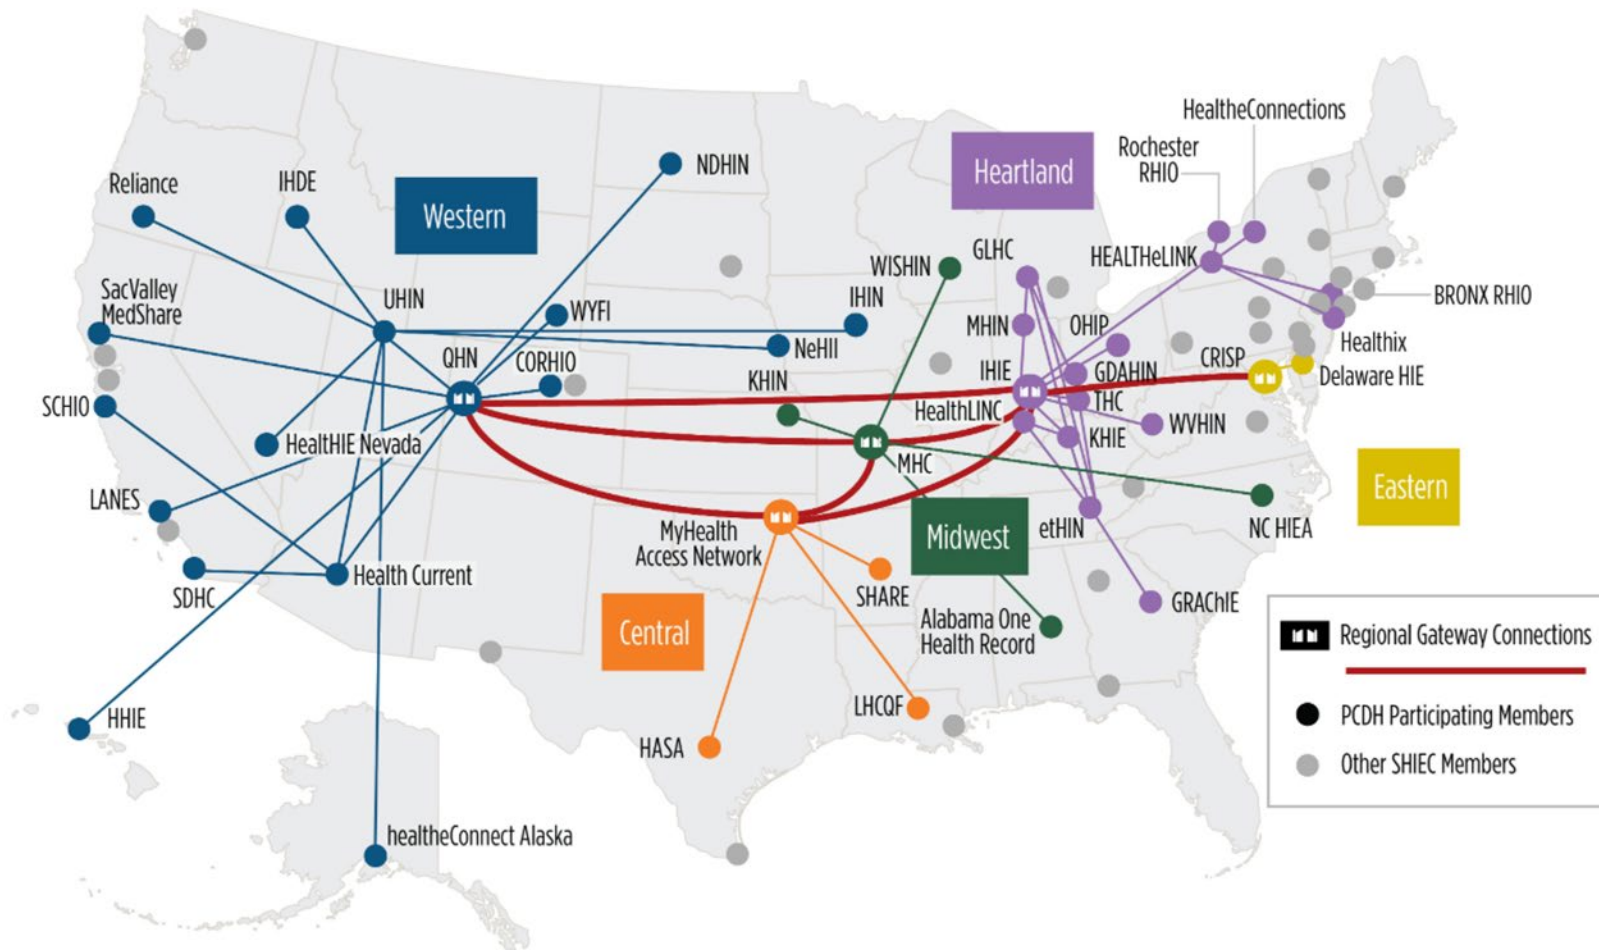 HealtheConnections
Rochester
RHIO
NDHIN
Heartland
Reliance
IHDE
Western
GLHC
HEALTHeLINK
WISHIN
SacValley
MedShare
UHIN
WYFI
IHIN
BRONX RHIO
MHIN
OHIP
NeHII
Healthix
QHN
CORHIO
KHIN
IHIE
GDAHIN
CRISP
Delaware HIE
SCHIO
HealthLINC
THC
HealtHIE Nevada
KHIE
WVHIN
MHC
LANES
Eastern
MyHealth
Access Network
Midwest
etHIN
NC HIEA
Health Current
SDHC
SHARE
GRAChIE
Central
Alabama One
Health Record
Regional Gateway Connections
LHCQF
HHIE
HASA
PCDH Participating Members
Other SHIEC Members
healtheConnect Alaska